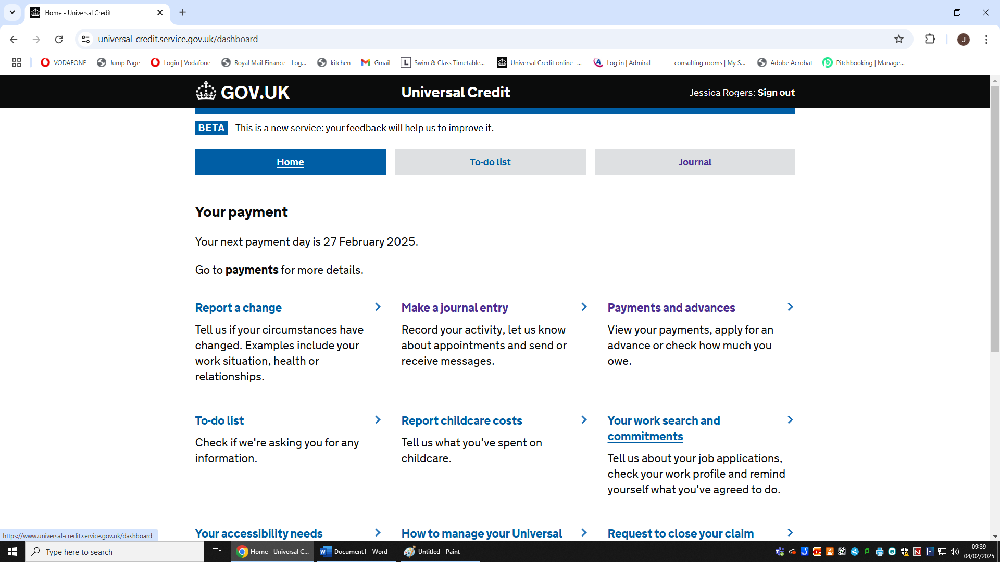 Home - Universal Credit
universal-credit.service.gov.uk/dashboard
J
VODAFONE
Jump Page
Login | Vodafone
Royal Mail Finance - Log...
kitchen
Gmail
L
Swim & Class Timetable...
Universal Credit online -...
Log in | Admiral
consulting rooms | My S...
Adobe Acrobat
Pitchbooking | Manage...
GOV.UK
Universal Credit
Jessica Rogers: Sign out
BETA This is a new service: your feedback will help us to improve it.
Home
To-do list
Journal
Your payment
Your next payment day is 27 February 2025.
Go to payments for more details.
Report a change
Tell us if your circumstances have
changed. Examples include your
work situation, health or
relationships.
Make a journal entry
Record your activity, let us know
about appointments and send or
receive messages.
Payments and advances
View your payments, apply for an
advance or check how much you
owe.
To-do list
Check if we're asking you for any
information.
Report childcare costs
Tell us what you've spent on
childcare.
Your work search and
commitments
Tell us about your job applications,
check your work profile and remind
yourself what you've agreed to do.
Your accessibility needs
How to manage your Universal
Request to close your claim
https://www.universal-credit.service.gov.uk/dashboard
Type here to search
Home - Universal C...
Document1 - Word
Untitled - Paint
09:39
04/02/2025